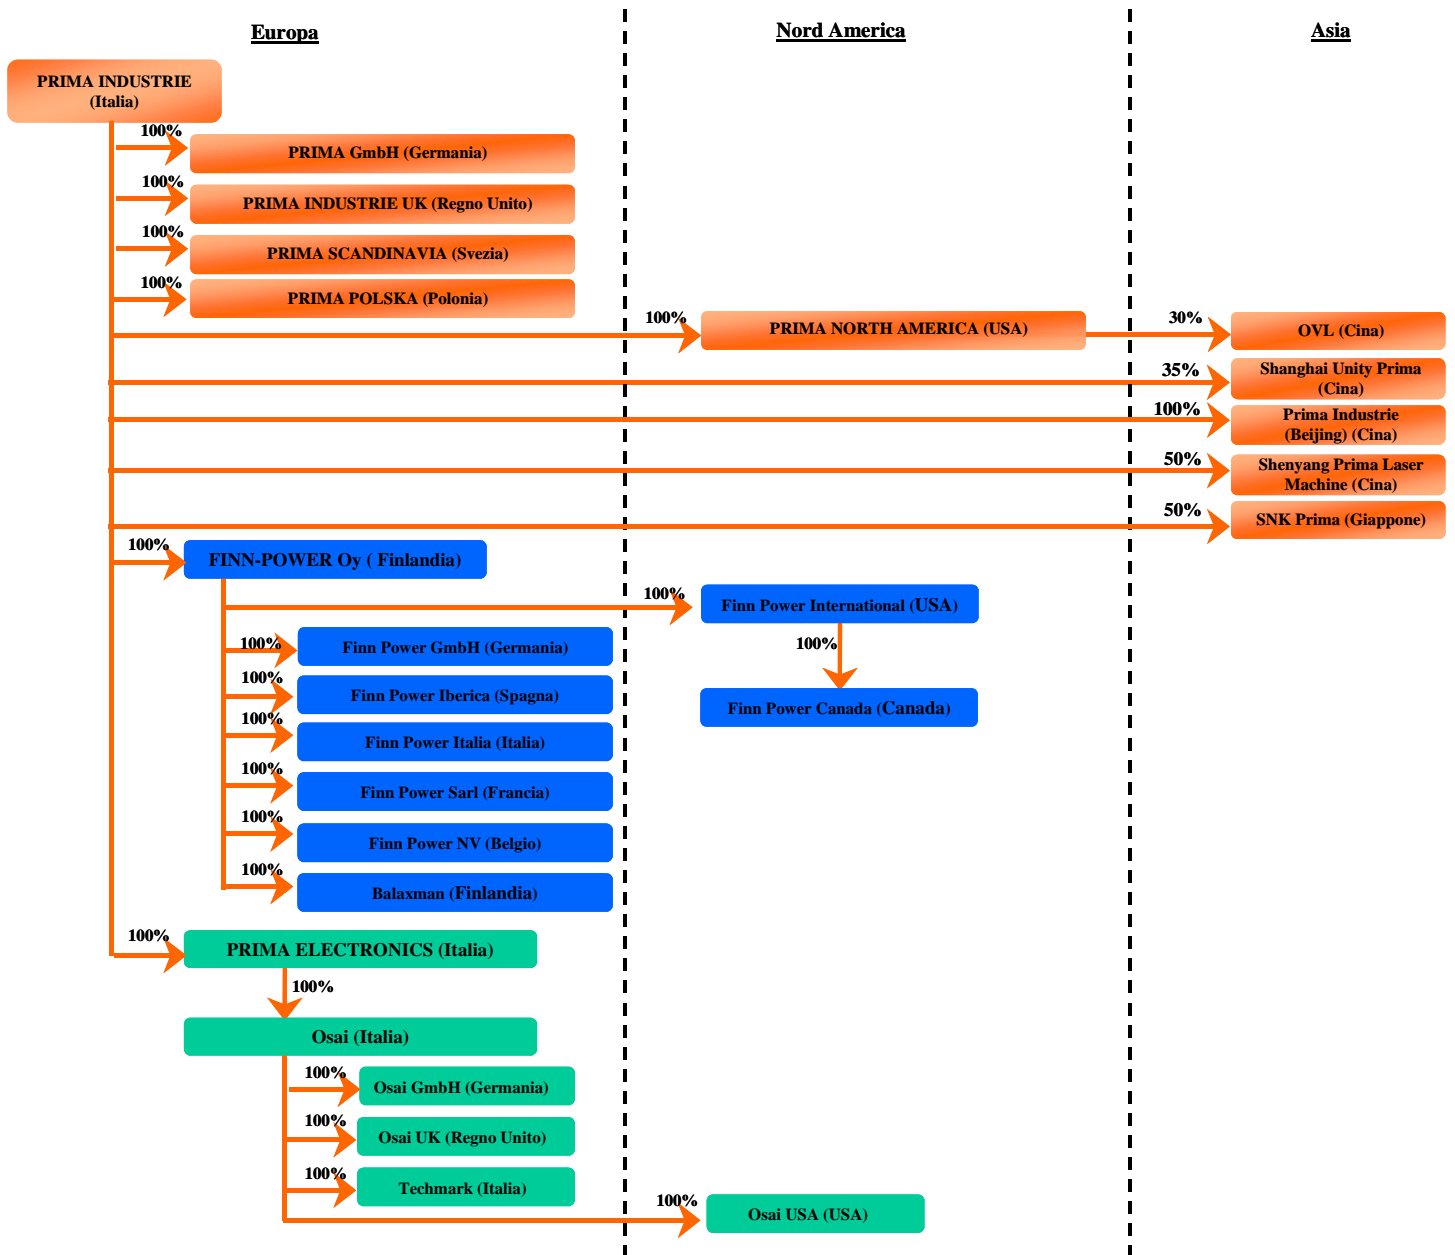 Europa
Nord America
Asia
PRIMA INDUSTRIE
(Italia)
100%
PRIMA GmbH (Germania)
100%
PRIMA INDUSTRIE UK (Regno Unito)
100%
PRIMA SCANDINAVIA (Svezia)
100%
PRIMA POLSKA (Polonia)
100%
PRIMA NORTH AMERICA (USA)
30%
OVL (Cina)
35%
Shanghai Unity Prima
(Cina)
100%
Prima Industrie
(Beijing) (Cina)
50%
Shenyang Prima Laser
Machine (Cina)
50%
SNK Prima (Giappone)
100%
FINN-POWER Oy ( Finlandia)
100%
Finn Power International (USA)
100%
Finn Power GmbH (Germania)
100%
100%
Finn Power Iberica (Spagna)
Finn Power Canada (Canada)
100%
Finn Power Italia (Italia)
100%
Finn Power Sarl (Francia)
100%
Finn Power NV (Belgio)
100%
Balaxman (Finlandia)
100%
PRIMA ELECTRONICS (Italia)
100%
Osai (Italia)
100%
Osai GmbH (Germania)
100%
Osai UK (Regno Unito)
100%
Techmark (Italia)
100%
Osai USA (USA)